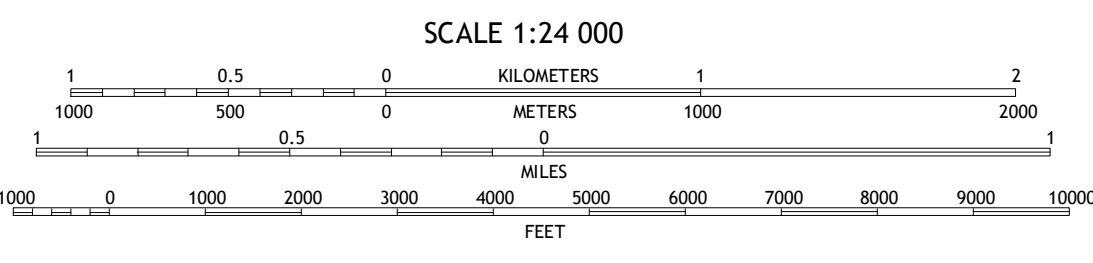 SCALE 1:24 000
1 0.5 0 KILOMETERS 1 2
1000 500 0 METERS 1000 2000
1 0.5 0 1
MILES
1000 0 1000 2000 3000 4000 5000 6000 7000 8000 9000 10000
FEET